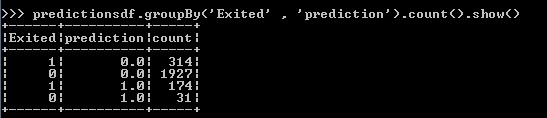 >>> predictionsdf.groupBy('Exited' , 'prediction').count().show()
+------+----------+-----+
|Exited|prediction|count|
+------+----------+-----+
|     1|       0.0|  314|
|     0|       0.0| 1927|
|     1|       1.0|  174|
|     0|       1.0|   31|
+------+----------+-----+